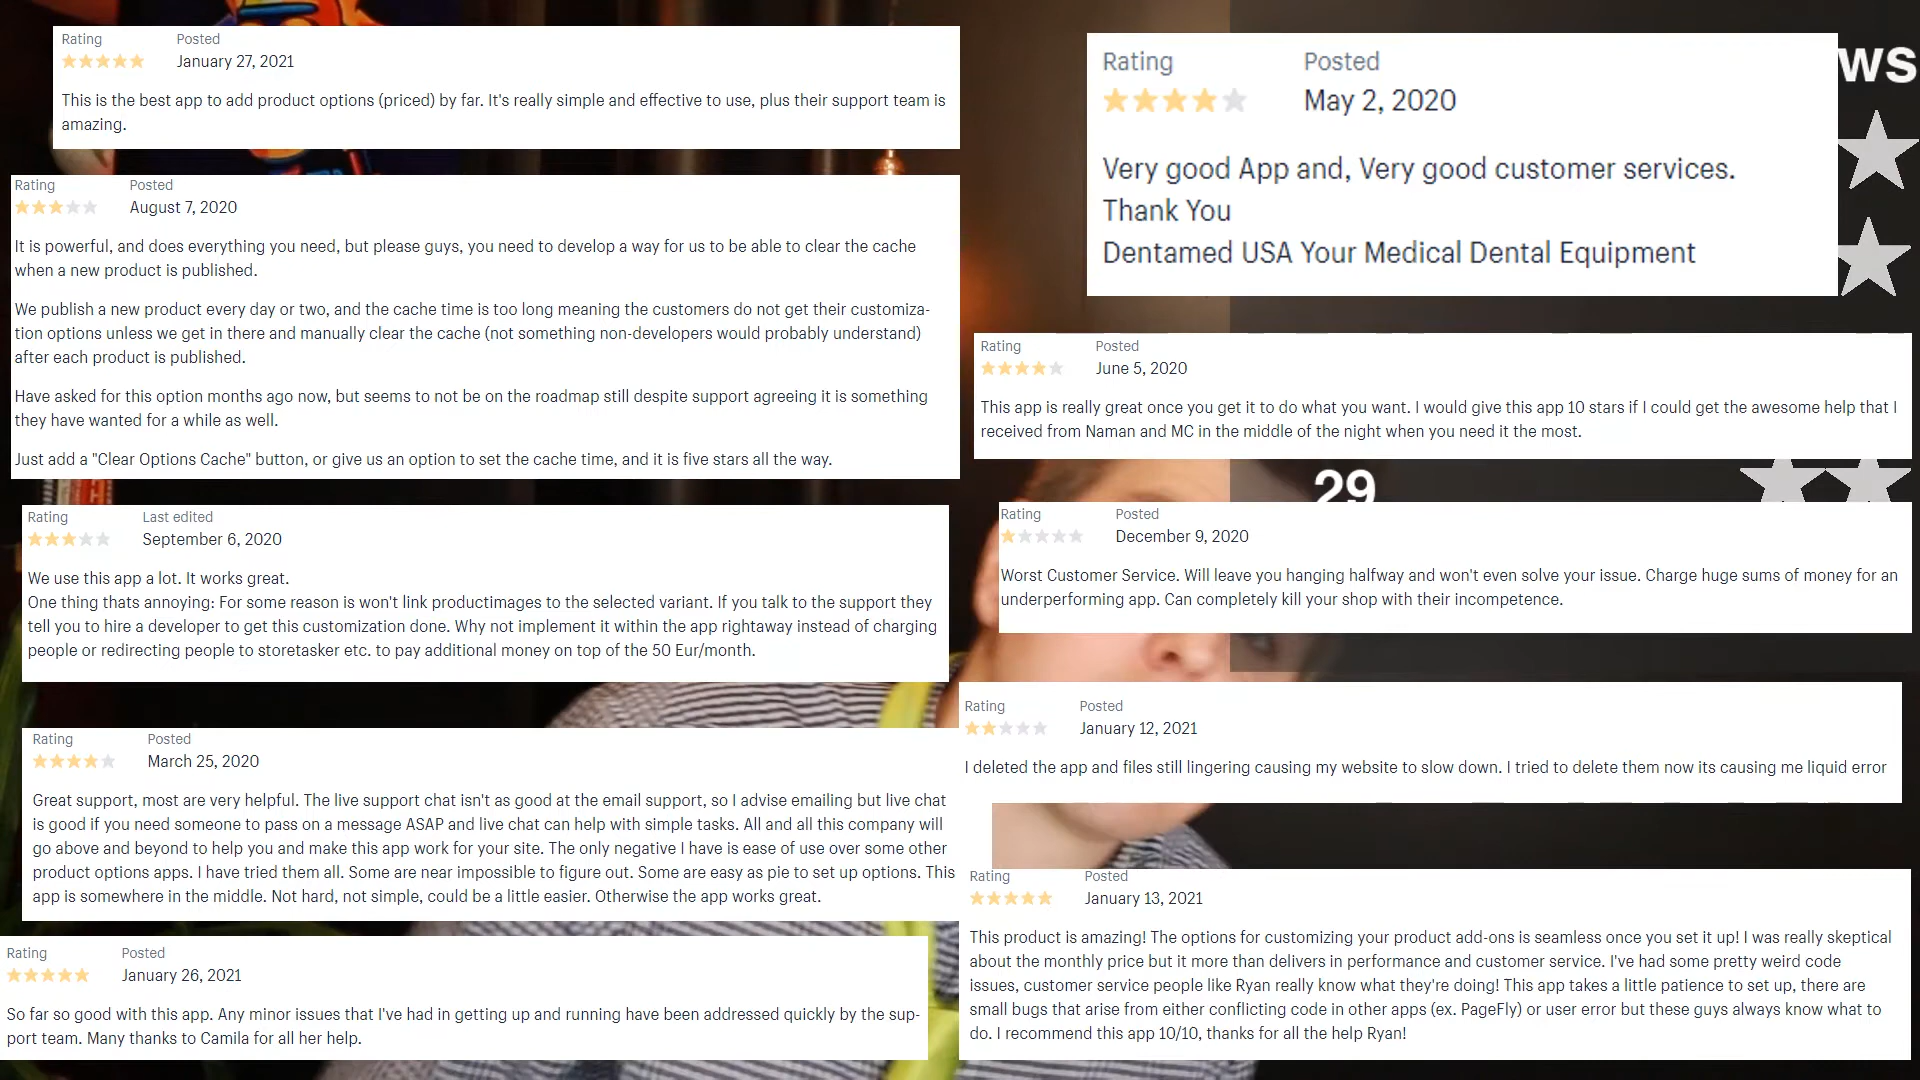 Rating Posted
January 27, 2021
This is the best app to add product options (priced) by far. It's really simple and effective to use, plus their support team is
amazing.
Rating Posted
August 7, 2020
It is powerful, and does everything you need, but please guys, you need to develop a way for us to be able to clear the cache
when a new product is published.
We publish a new product every day or two, and the cache time is too long meaning the customers do not get their customiza-
tion options unless we get in there and manually clear the cache (not something non-developers would probably understand)
after each product is published.
Have asked for this option months ago now, but seems to not be on the roadmap still despite support agreeing it is something
they have wanted for a while as well.
Just add a "Clear Options Cache" button, or give us an option to set the cache time, and it is five stars all the way.
Rating Last edited
September 6, 2020
We use this app a lot. It works great.
One thing thats annoying: For some reason is won't link productimages to the selected variant. If you talk to the support they
tell you to hire a developer to get this customization done. Why not implement it within the app rightaway instead of charging
people or redirecting people to storetasker etc. to pay additional money on top of the 50 Eur/month.
Rating Posted
March 25, 2020
Great support, most are very helpful. The live support chat isn't as good at the email support, so I advise emailing but live chat
is good if you need someone to pass on a message ASAP and live chat can help with simple tasks. All and all this company will
go above and beyond to help you and make this app work for your site. The only negative I have is ease of use over some other
product options apps. I have tried them all. Some are near impossible to figure out. Some are easy as pie to set up options. This
app is somewhere in the middle. Not hard, not simple, could be a little easier. Otherwise the app works great.
Rating Posted
January 26, 2021
So far so good with this app. Any minor issues that I've had in getting up and running have been addressed quickly by the sup-
port team. Many thanks to Camila for all her help.
ws
Rating Posted
May 2, 2020
Very good App and, Very good customer services.
Thank You
Dentamed USA Your Medical Dental Equipment
Rating Posted
June 5, 2020
This app is really great once you get it to do what you want. I would give this app 10 stars if I could get the awesome help that I
received from Naman and MC in the middle of the night when you need it the most.
29
Rating Posted
December 9, 2020
Worst Customer Service. Will leave you hanging halfway and won't even solve your issue. Charge huge sums of money for an
underperforming app. Can completely kill your shop with their incompetence.
Rating Posted
January 12, 2021
I deleted the app and files still lingering causing my website to slow down. I tried to delete them now its causing me liquid error
Rating Posted
January 13, 2021
This product is amazing! The options for customizing your product add-ons is seamless once you set it up! I was really skeptical
about the monthly price but it more than delivers in performance and customer service. I've had some pretty weird code
issues, customer service people like Ryan really know what they're doing! This app takes a little patience to set up, there are
small bugs that arise from either conflicting code in other apps (ex. PageFly) or user error but these guys always know what to
do. I recommend this app 10/10, thanks for all the help Ryan!